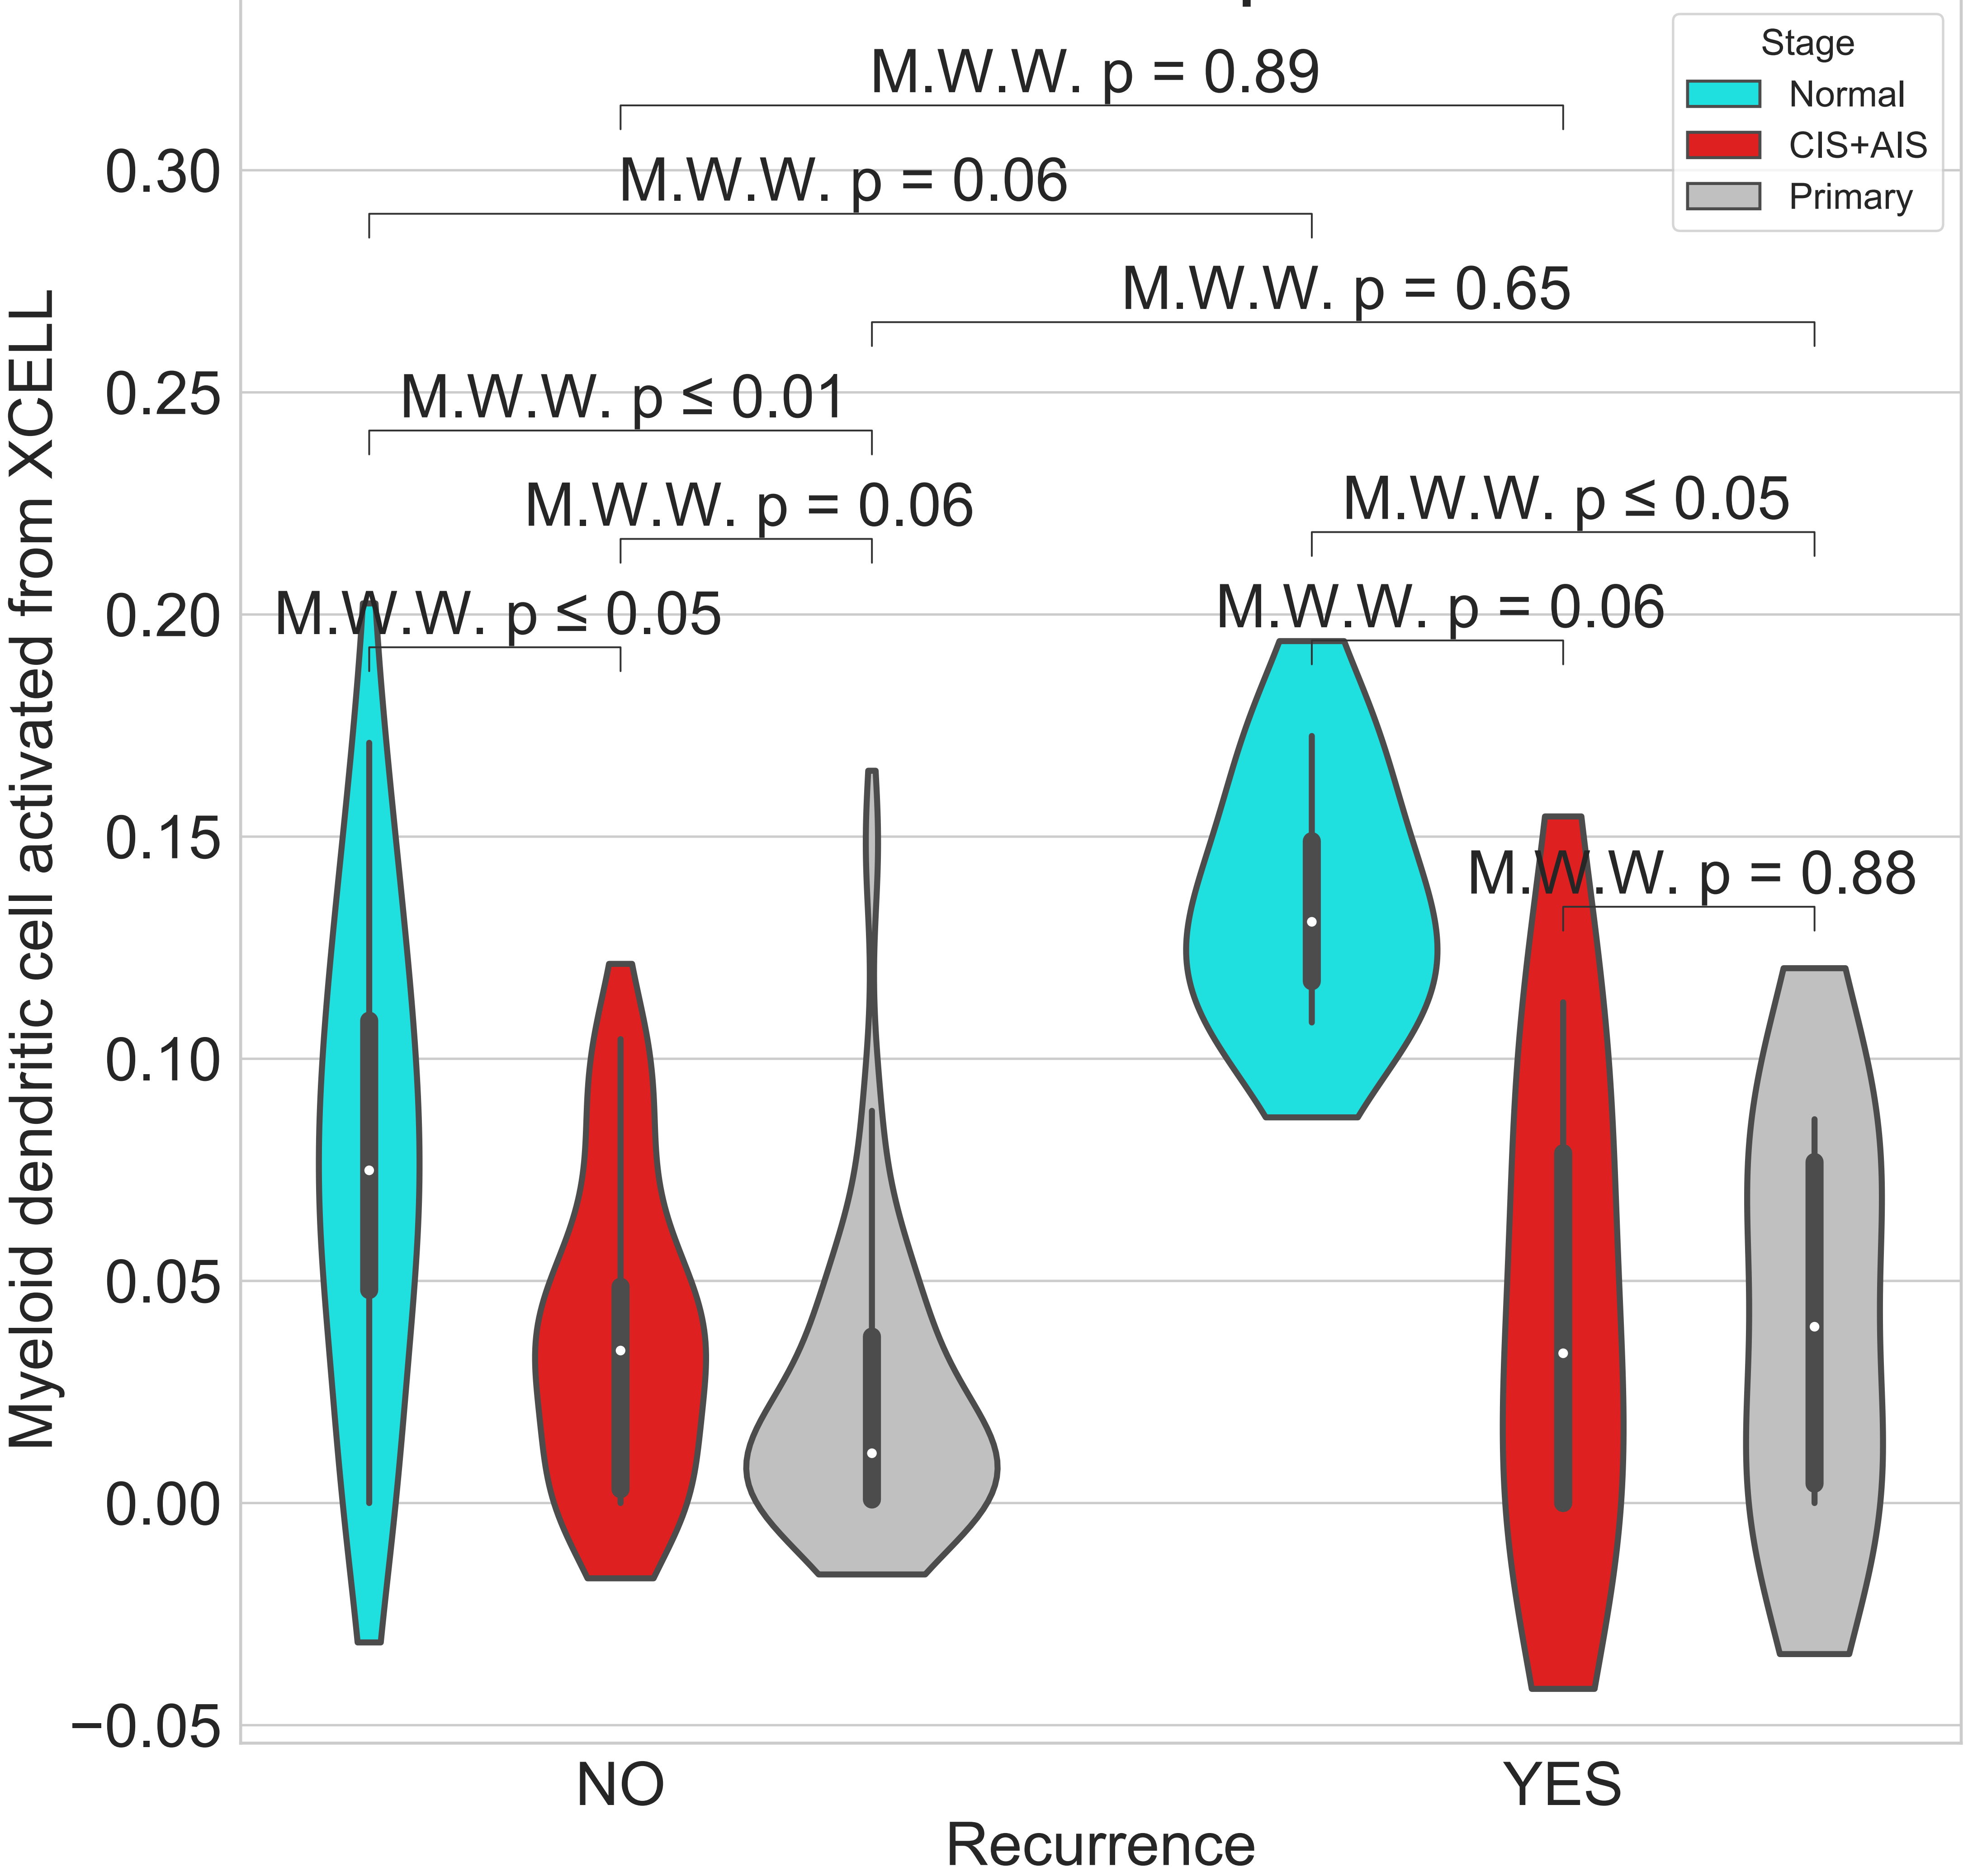 M.W.W. p = 0.89
M.W.W. p = 0.06
M.W.W. p = 0.65
M.W.W. p ≤ 0.01
M.W.W. p = 0.06
M.W.W. p ≤ 0.05
M.W.W. p ≤ 0.05
M.W.W. p = 0.06
M.W.W. p = 0.88
Stage
Normal
CIS+AIS
Primary
Myeloid dendritic cell activated from XCELL
0.30
0.25
0.20
0.15
0.10
0.05
0.00
−0.05
NO
YES
Recurrence